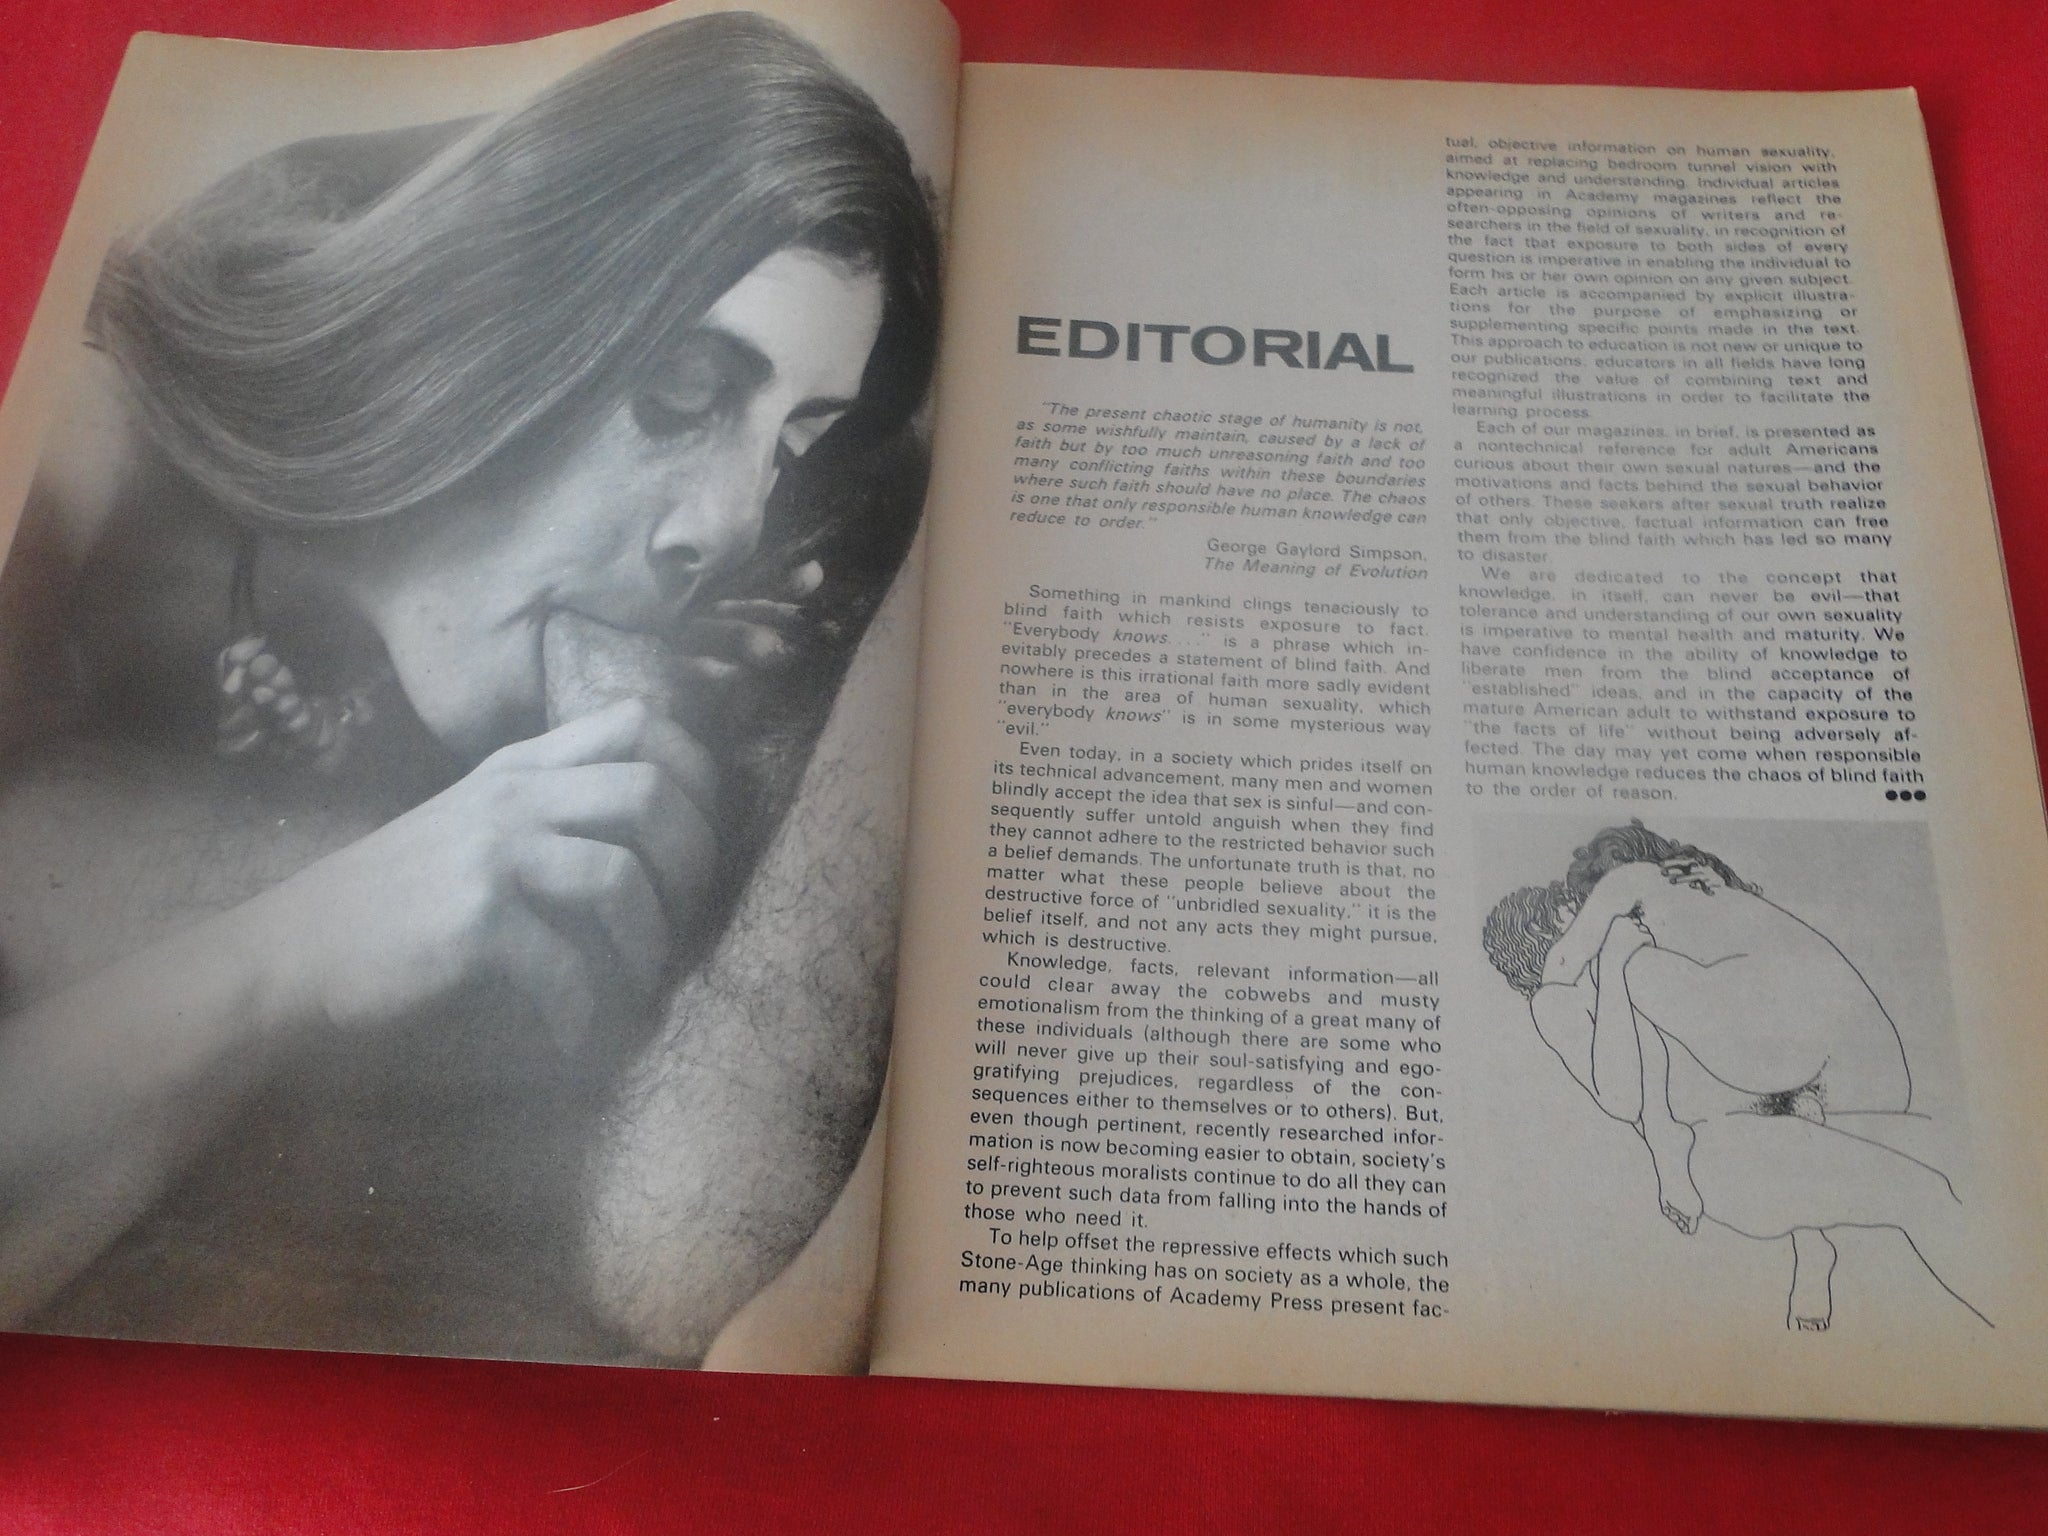 EDITORIAL
"The present chaotic stage of humanity is not,
as some wishfully maintain, caused by a lack of
faith but by too much unreasoning faith and too
many conflicting faiths within these boundaries
where such faith should have no place. The chaos
is one that only responsible human knowledge can
reduce to order."
George Gaylord Simpson,
The Meaning of Evolution
Something in mankind clings tenaciously to
blind faith which resists exposure to fact.
"Everybody knows...." is a phrase which in-
evitably precedes a statement of blind faith. And
nowhere is this irrational faith more sadly evident
than in the area of human sexuality, which
"everybody knows" is in some mysterious way
"evil."
Even today, in a society which prides itself on
its technical advancement, many men and women
blindly accept the idea that sex is sinful—and con-
sequently suffer untold anguish when they find
they cannot adhere to the restricted behavior such
a belief demands. The unfortunate truth is that, no
matter what these people believe about the
destructive force of "unbridled sexuality," it is the
belief itself, and not any acts they might pursue,
which is destructive.
Knowledge, facts, relevant information—all
could clear away the cobwebs and musty
emotionalism from the thinking of a great many of
these individuals (although there are some who
will never give up their soul-satisfying and ego-
gratifying prejudices, regardless of the con-
sequences either to themselves or to others). But,
even though pertinent, recently researched infor-
mation is now becoming easier to obtain, society's
self-righteous moralists continue to do all they can
to prevent such data from falling into the hands of
those who need it.
To help offset the repressive effects which such
Stone-Age thinking has on society as a whole, the
many publications of Academy Press present fac-
tual, objective information on human sexuality,
aimed at replacing bedroom tunnel vision with
knowledge and understanding. Individual articles
appearing in Academy magazines reflect the
often-opposing opinions of writers and re-
searchers in the field of sexuality, in recognition of
the fact that exposure to both sides of every
question is imperative in enabling the individual to
form his or her own opinion on any given subject.
Each article is accompanied by explicit illustra-
tions for the purpose of emphasizing or
supplementing specific points made in the text.
This approach to education is not new or unique to
our publications; educators in all fields have long
recognized the value of combining text and
meaningful illustrations in order to facilitate the
learning process.
Each of our magazines, in brief, is presented as
a nontechnical reference for adult Americans
curious about their own sexual natures—and the
motivations and facts behind the sexual behavior
of others. These seekers after sexual truth realize
that only objective, factual information can free
them from the blind faith which has led so many
to disaster.
We are dedicated to the concept that
knowledge, in itself, can never be evil—that
tolerance and understanding of our own sexuality
is imperative to mental health and maturity. We
have confidence in the ability of knowledge to
liberate men from the blind acceptance of
"established" ideas, and in the capacity of the
mature American adult to withstand exposure to
"the facts of life" without being adversely af-
fected. The day may yet come when responsible
human knowledge reduces the chaos of blind faith
to the order of reason.